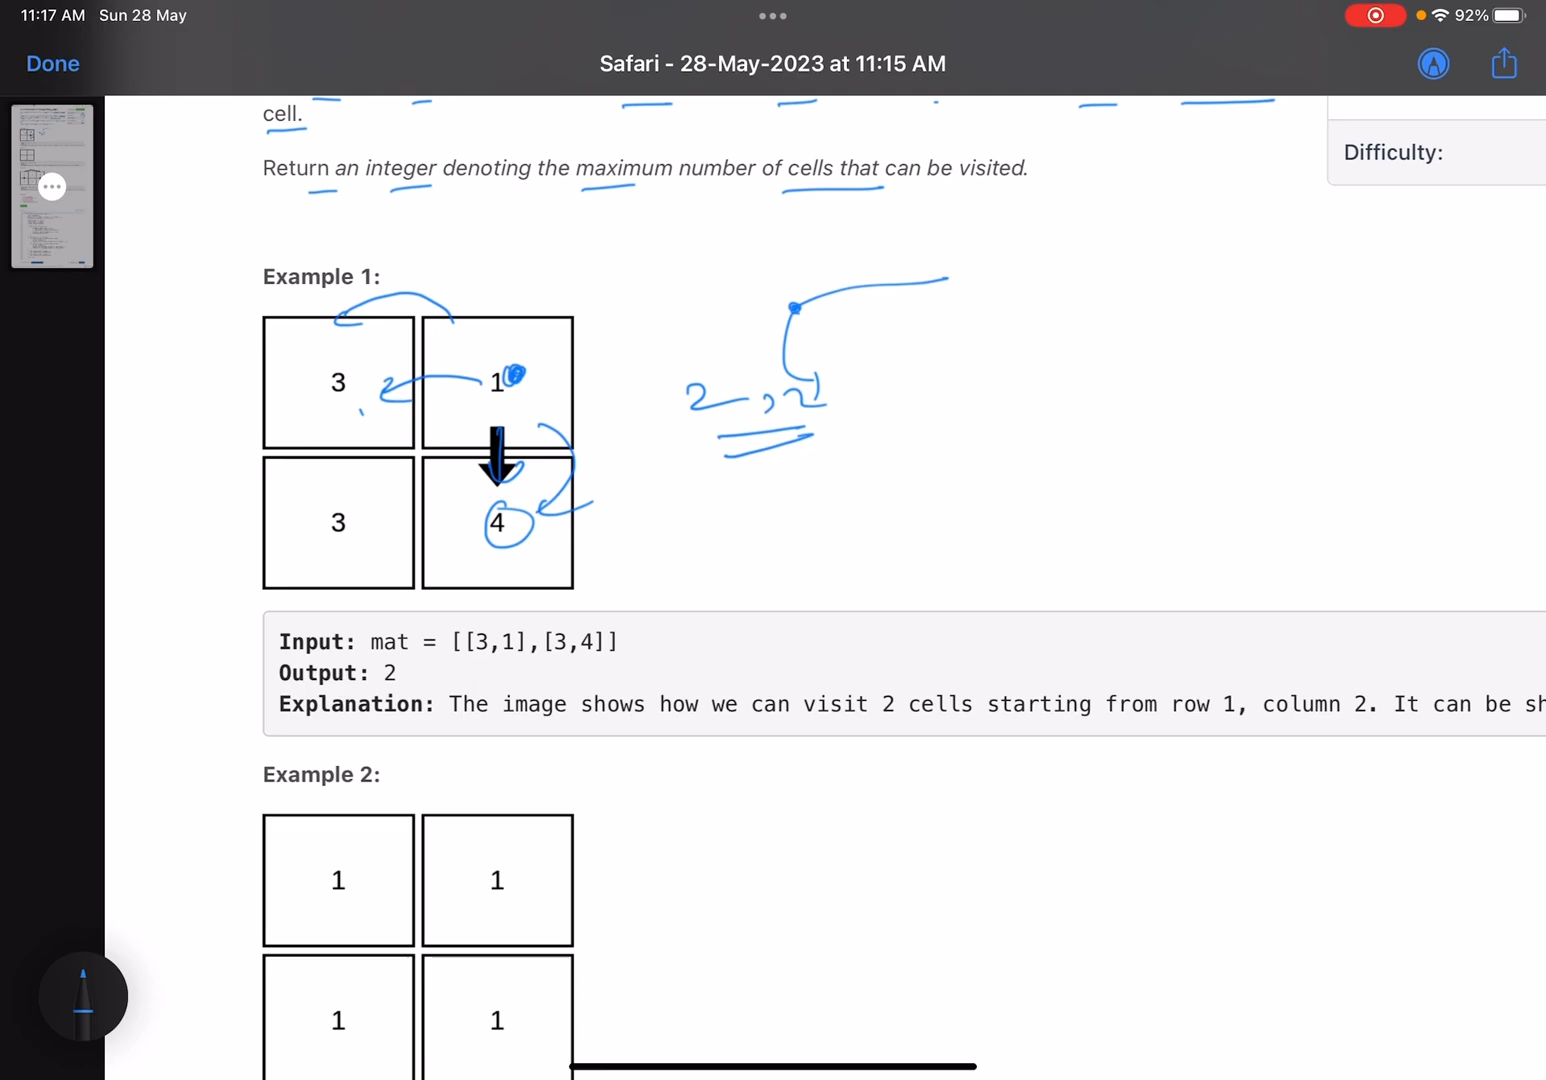 11:17 AM Sun 28 May
92%
Done
Safari - 28-May-2023 at 11:15 AM
cell.
Return an integer denoting the maximum number of cells that can be visited.
Difficulty:
Example 1:
3 1
3 4
2
Input: mat = [[3,1],[3,4]]
Output: 2
Explanation: The image shows how we can visit 2 cells starting from row 1, column 2. It can be sh
Example 2:
1 1
1 1